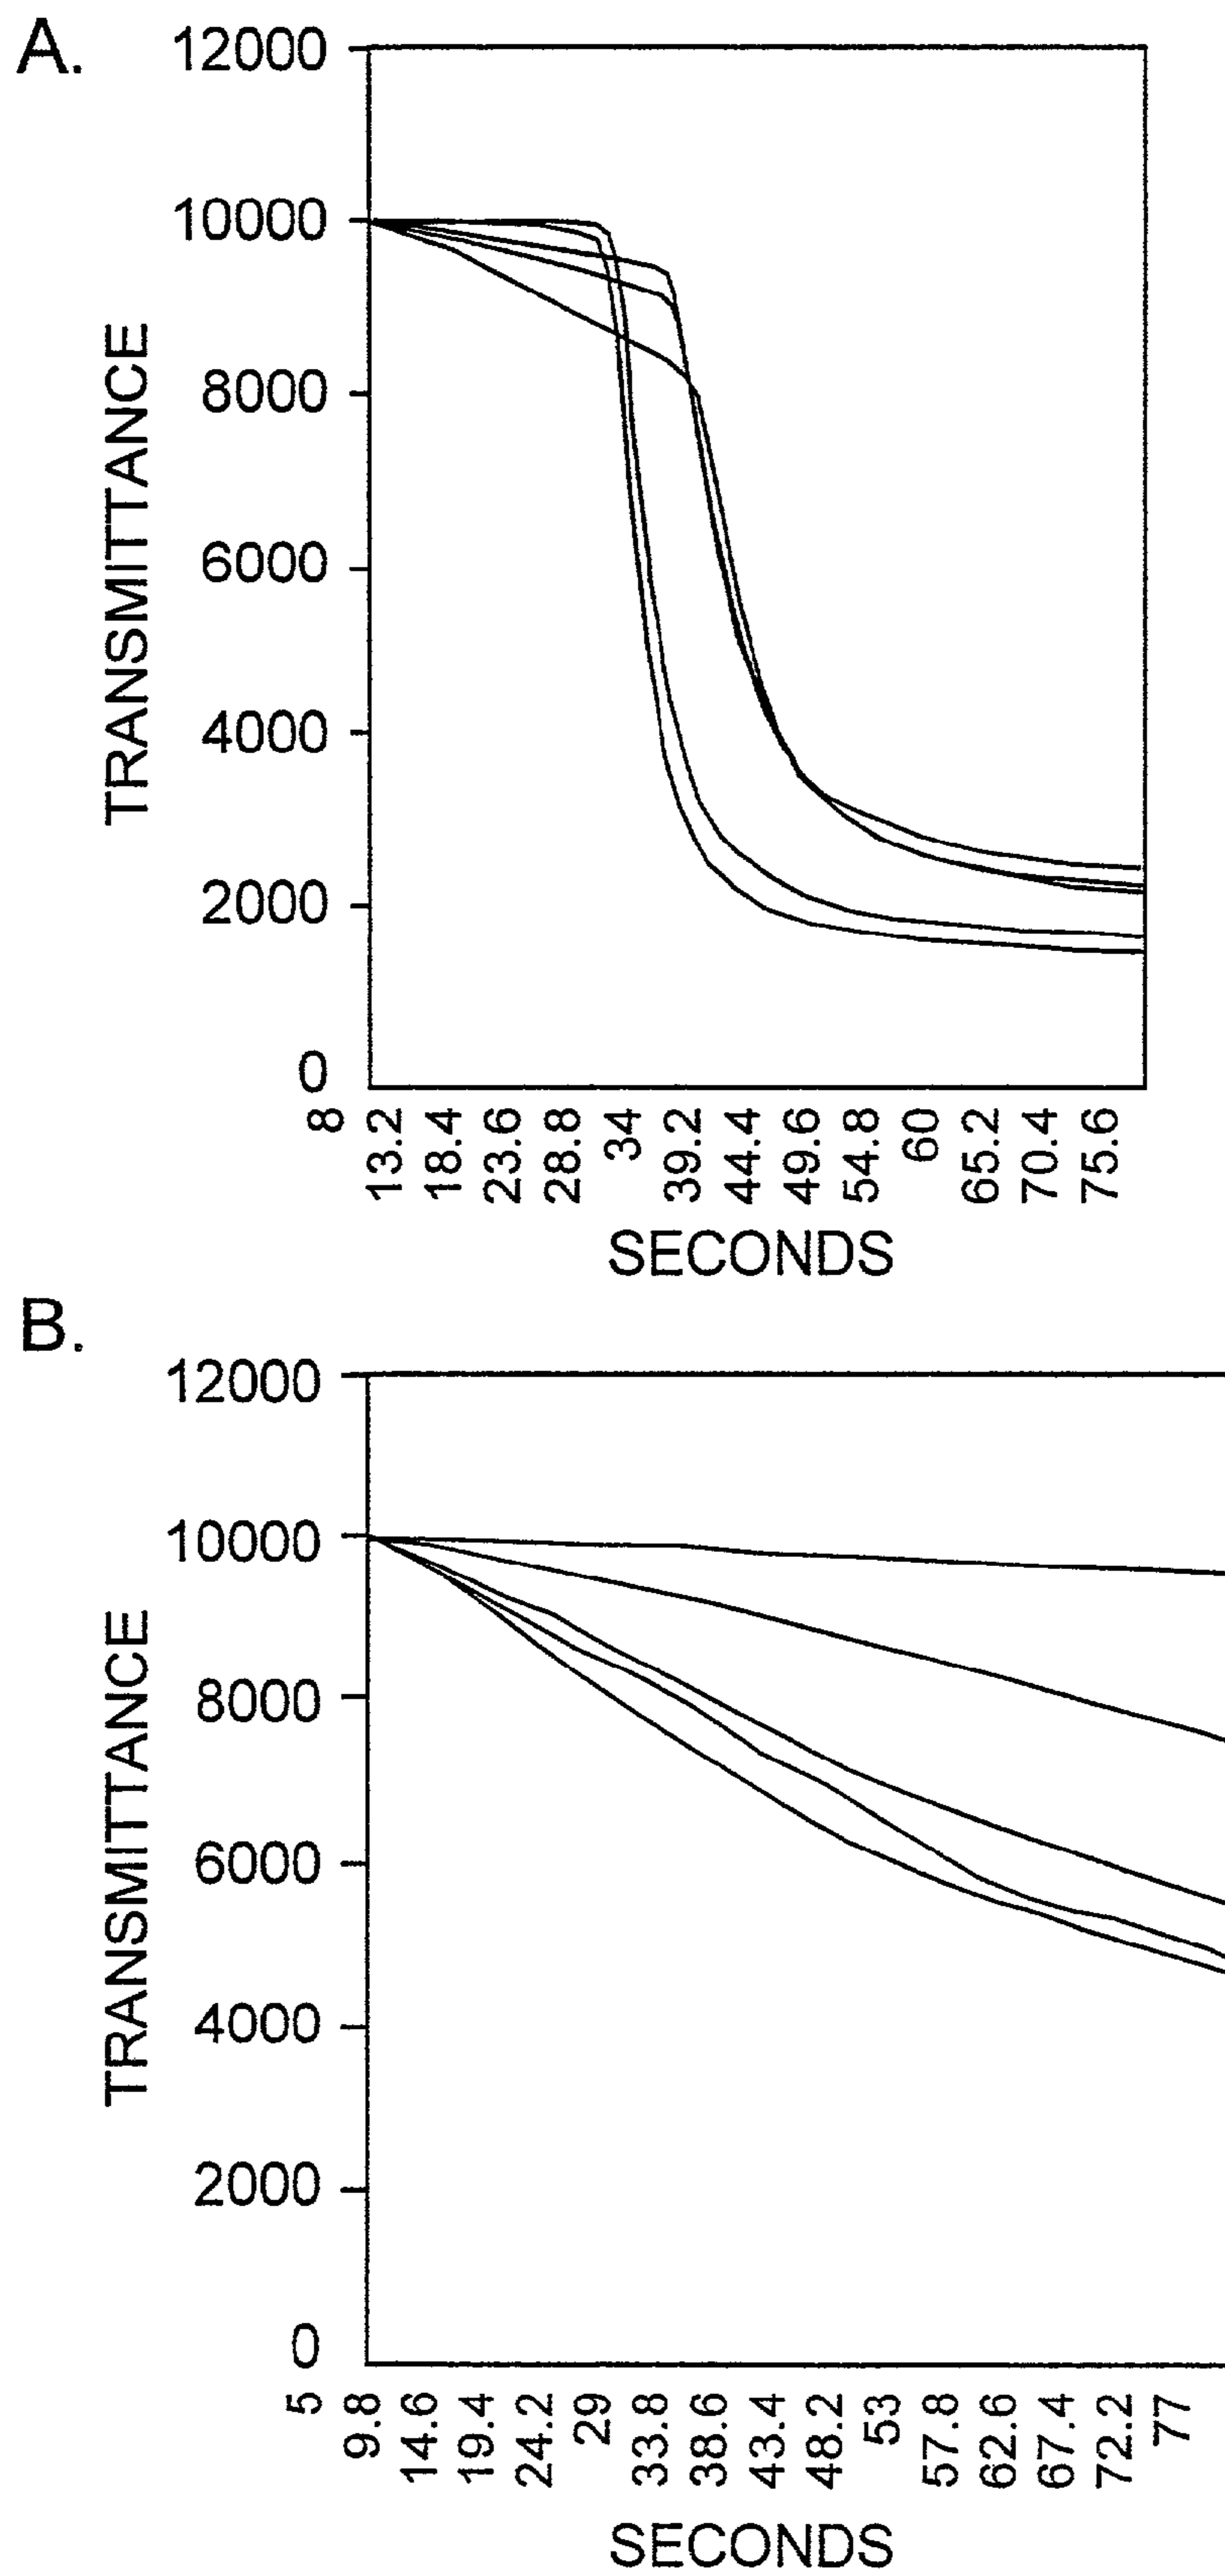 A.
TRANSMITTANCE
12000
10000
8000
6000
4000
2000
0
8 13.2 18.4 23.6 28.8 34 39.2 44.4 49.6 54.8 60 65.2 70.4 75.6
SECONDS
B.
TRANSMITTANCE
12000
10000
8000
6000
4000
2000
0
5 9.8 14.6 19.4 24.2 29 33.8 38.6 43.4 48.2 53 57.8 62.6 67.4 72.2 77
SECONDS